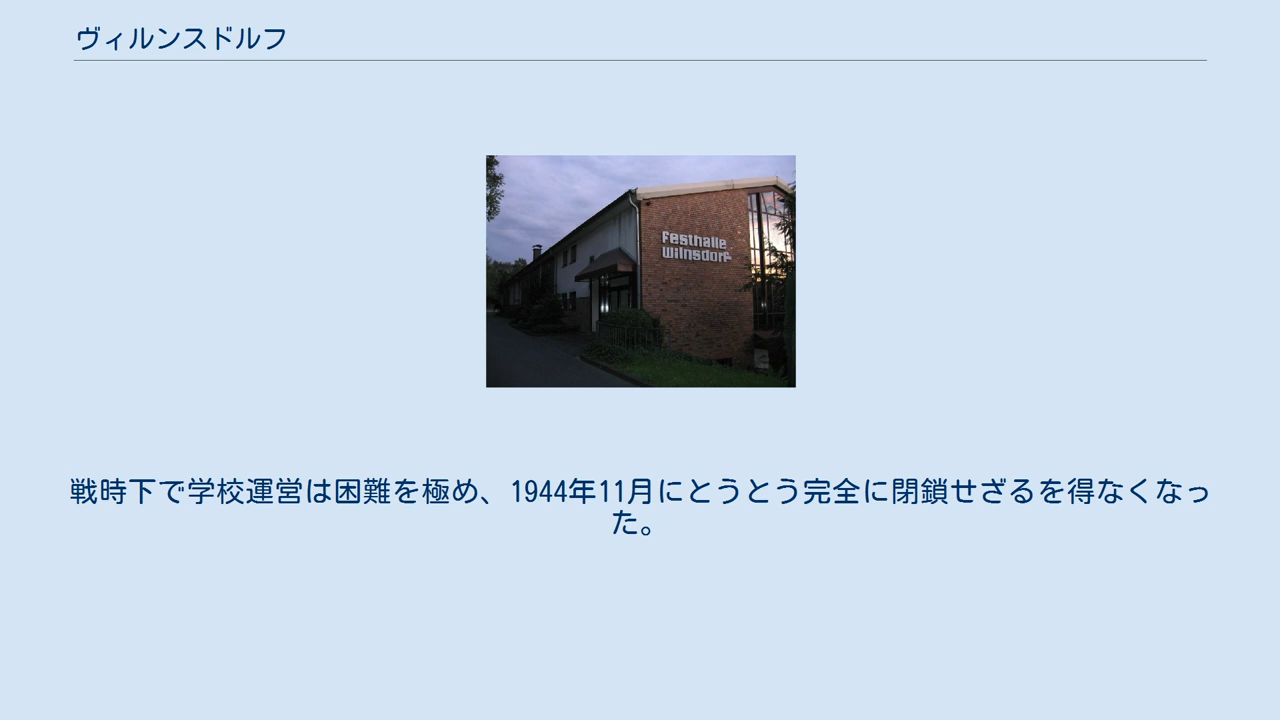 ヴィルンスドルフ
Festhalle
Wilnsdorf
戦時下で学校運営は困難を極め、1944年11月にとうとう完全に閉鎖せざるを得なくなっ
た。